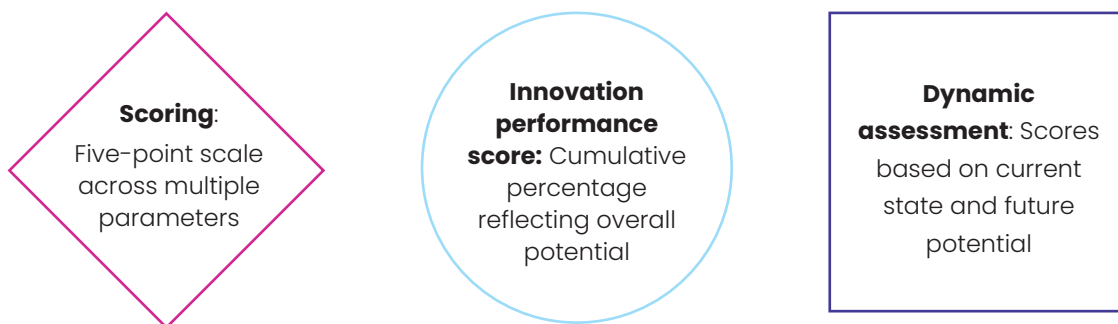 Scoring:
Five-point scale
across multiple
parameters
Innovation
performance
score: Cumulative
percentage
reflecting overall
potential
Dynamic
assessment: Scores
based on current
state and future
potential